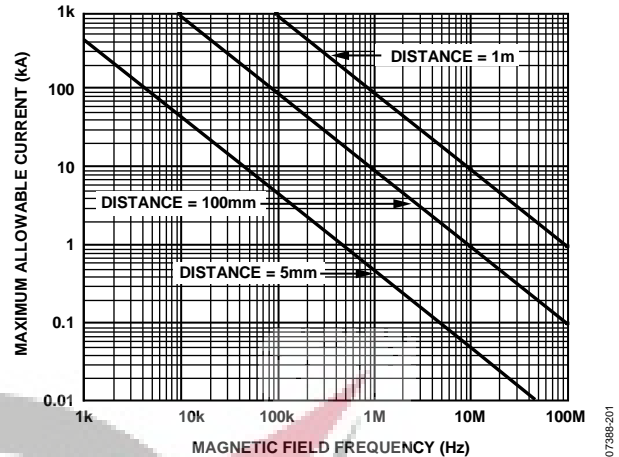 1k
100
10
1
0.1
0.01
MAXIMUM ALLOWABLE CURRENT (kA)
DISTANCE = 1m
DISTANCE = 100mm
DISTANCE = 5mm
1k 10k 100k 1M 10M 100M
MAGNETIC FIELD FREQUENCY (Hz)
07388-201